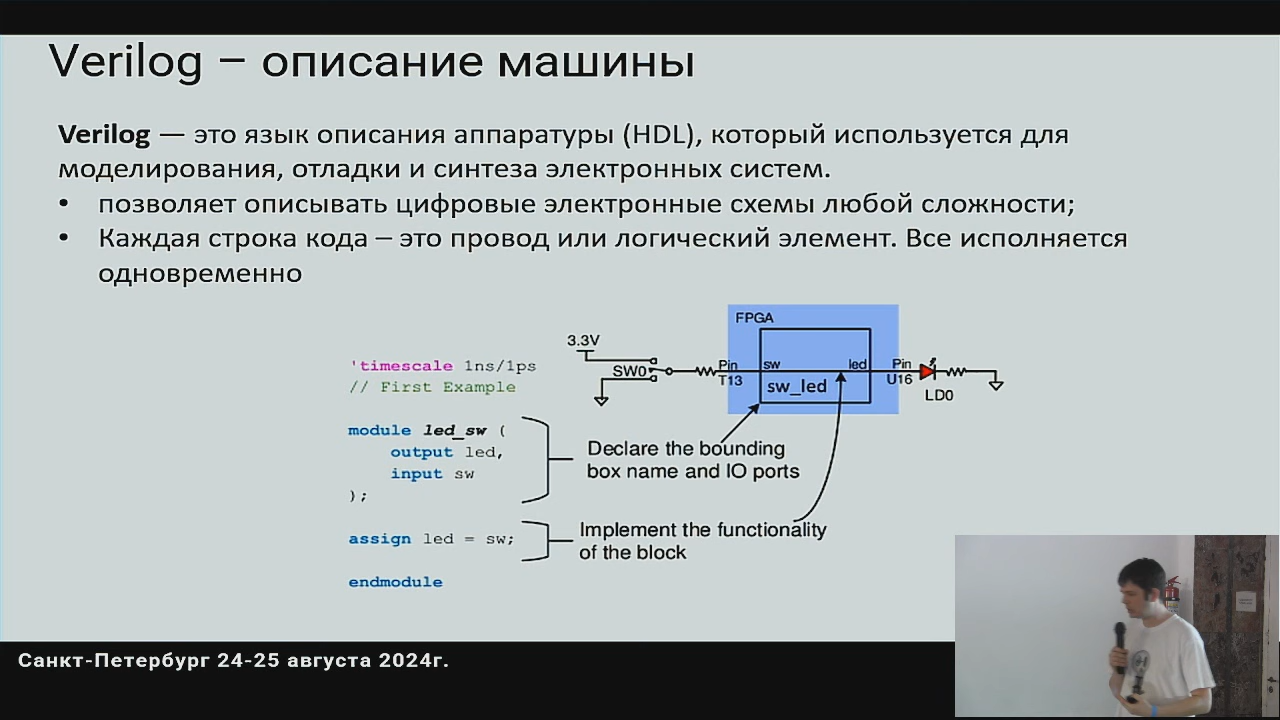 Verilog – описание машины
Verilog — это язык описания аппаратуры (HDL), который используется для
моделирования, отладки и синтеза электронных систем.
• позволяет описывать цифровые электронные схемы любой сложности;
• Каждая строка кода – это провод или логический элемент. Все исполняется
одновременно
'timescale 1ns/1ps
// First Example
module led_sw (
output led,
input sw
);
assign led = sw;
endmodule
3.3V
SW0
FPGA
Pin
T13
sw
led
sw_led
Pin
U16
LD0
Declare the bounding
box name and IO ports
Implement the functionality
of the block
Санкт-Петербург 24-25 августа 2024г.